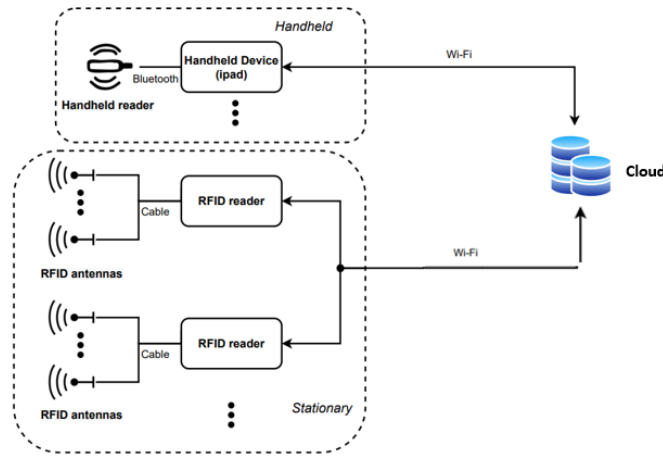 Handheld
Handheld Device
(ipad)
Bluetooth
Handheld reader
Wi-Fi
Cloud
RFID reader
Cable
RFID antennas
Wi-Fi
RFID reader
Cable
RFID antennas
Stationary